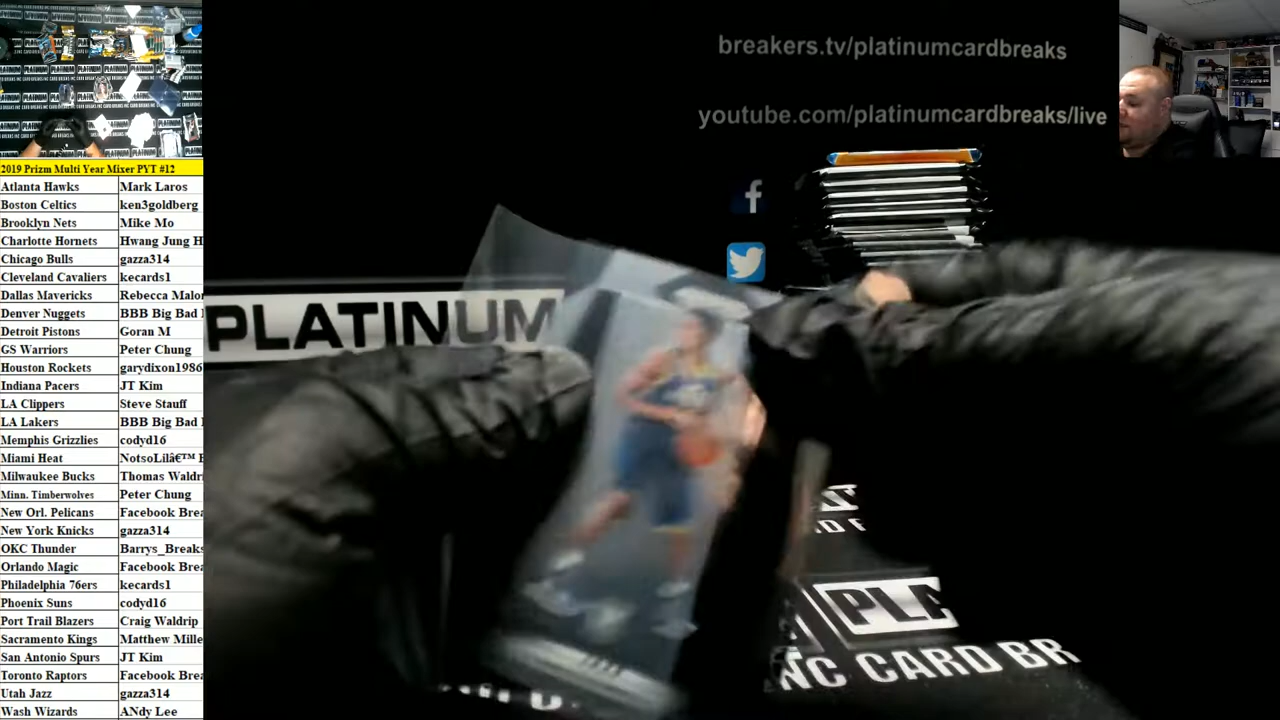 breakers.tv/platinumcardbreaks
youtube.com/platinumcardbreaks/live
2019 Prizm Multi Year Mixer PYT #12
Atlanta Hawks Mark Laros
Boston Celtics ken3goldberg
Brooklyn Nets Mike Mo
Charlotte Hornets Hwang Jung H
Chicago Bulls gazza314
Cleveland Cavaliers kecards1
Dallas Mavericks Rebecca Malo
Denver Nuggets BBB Big Bad
Detroit Pistons Goran M
GS Warriors Peter Chung
Houston Rockets garydixon1986
Indiana Pacers JT Kim
LA Clippers Steve Stauff
LA Lakers BBB Big Bad
Memphis Grizzlies codyd16
Miami Heat NotsoLilâ€™
Milwaukee Bucks Thomas Waldr
Minn. Timberwolves Peter Chung
New Orl. Pelicans Facebook Brea
New York Knicks gazza314
OKC Thunder Barrys_Breaks
Orlando Magic Facebook Brea
Philadelphia 76ers kecards1
Phoenix Suns codyd16
Port Trail Blazers Craig Waldrip
Sacramento Kings Matthew Mille
San Antonio Spurs JT Kim
Toronto Raptors Facebook Brea
Utah Jazz gazza314
Wash Wizards ANdy Lee
PLATINUM
PLA
NC CARD BR